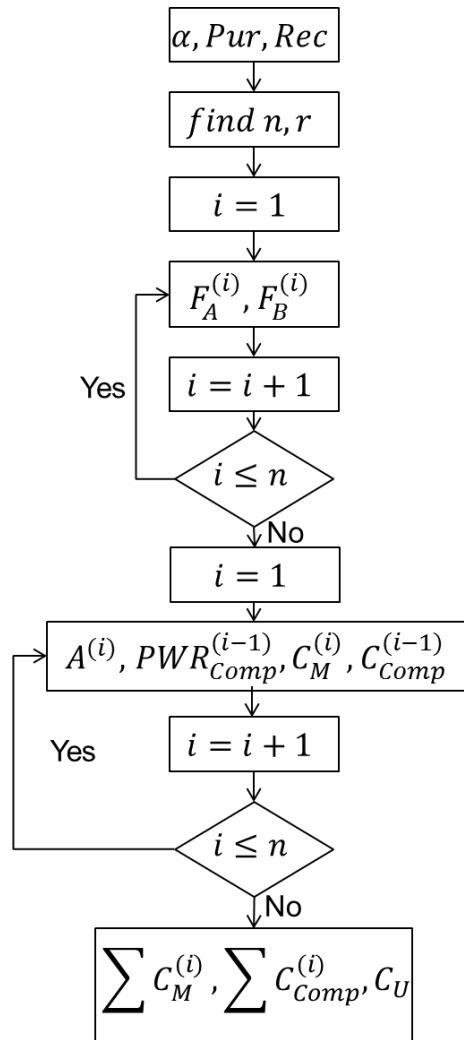 α, Pur, Rec
find n, r
i = 1
F_A^(i), F_B^(i)
i = i + 1
Yes
i ≤ n
No
i = 1
A^(i), PWR_Comp^(i−1), C_M^(i), C_Comp^(i−1)
i = i + 1
Yes
i ≤ n
No
∑ C_M^(i), ∑ C_Comp^(i), C_U